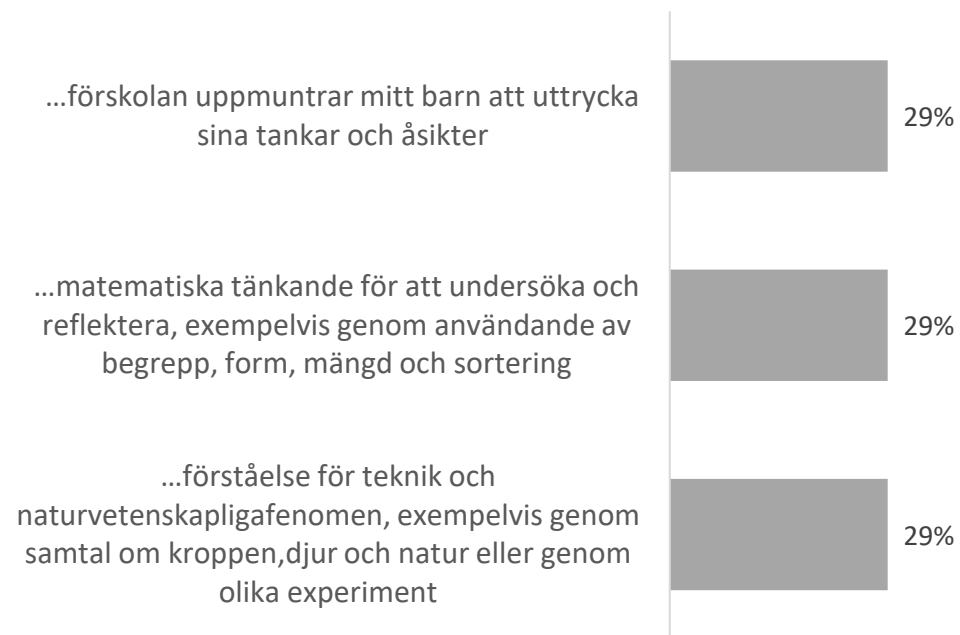 ...förskolan uppmuntrar mitt barn att uttrycka
sina tankar och åsikter
29%
...matematiska tänkande för att undersöka och
reflektera, exempelvis genom användande av
begrepp, form, mängd och sortering
29%
...förståelse för teknik och
naturvetenskapligafenomen, exempelvis genom
samtal om kroppen,djur och natur eller genom
olika experiment
29%